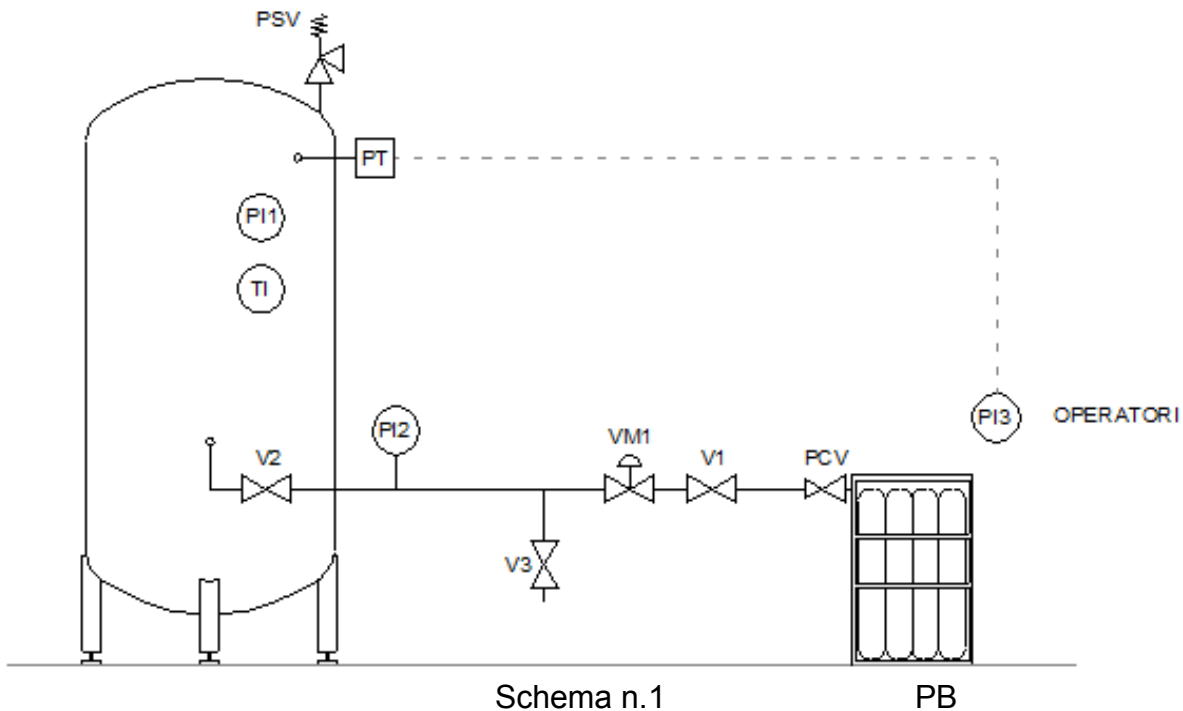 PSV
PT
PI1
TI
PI2
PI3 OPERATORI
V2
VM1 V1 PCV
V3
Schema n.1 PB